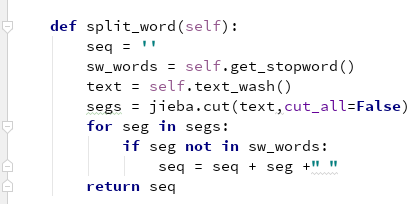 def split_word(self):
    seq = ''
    sw_words = self.get_stopword()
    text = self.text_wash()
    segs = jieba.cut(text,cut_all=False)
    for seg in segs:
        if seg not in sw_words:
            seq = seq + seg +" "
    return seq